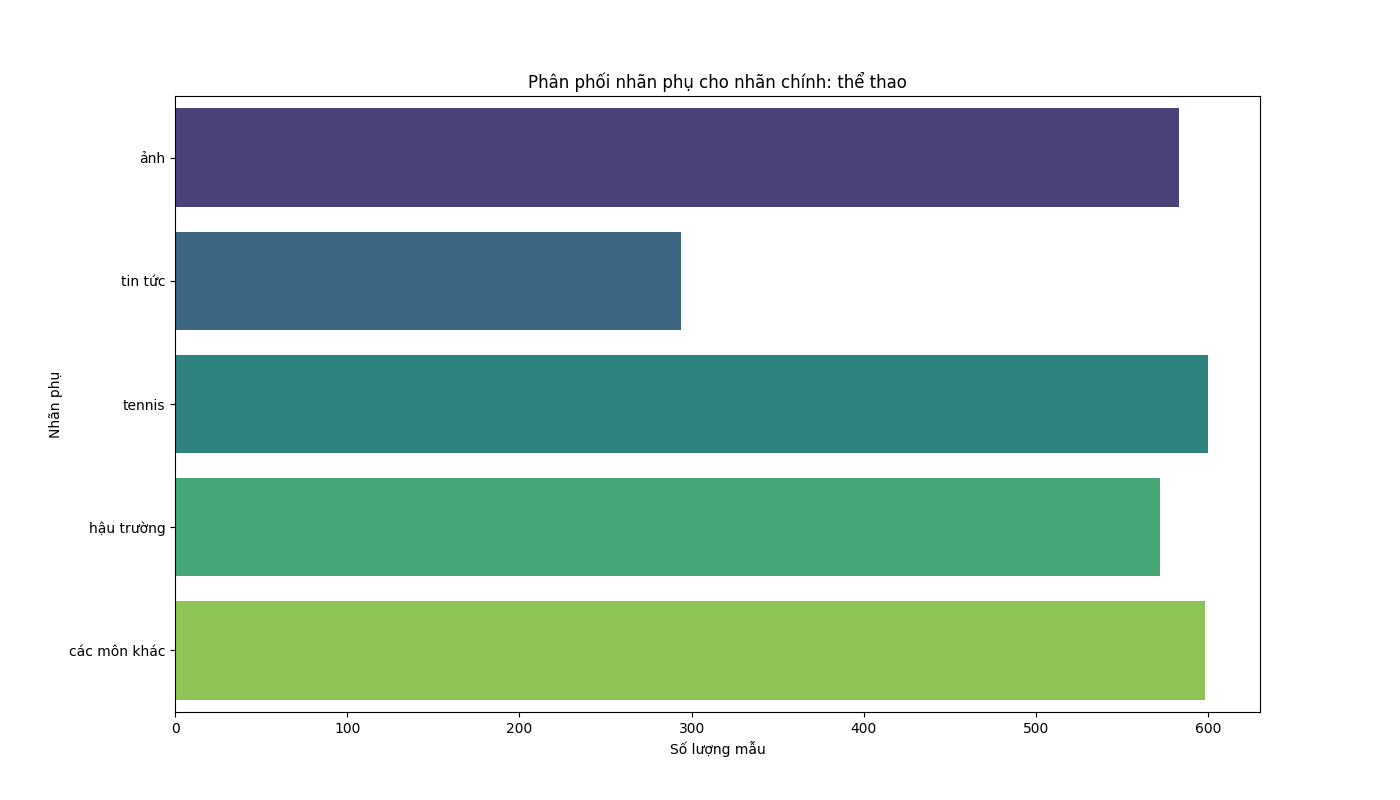 Phân phối nhãn phụ cho nhãn chính: thể thao
ảnh
tin tức
tennis
hậu trường
các môn khác
Nhãn phụ
0 100 200 300 400 500 600
Số lượng mẫu